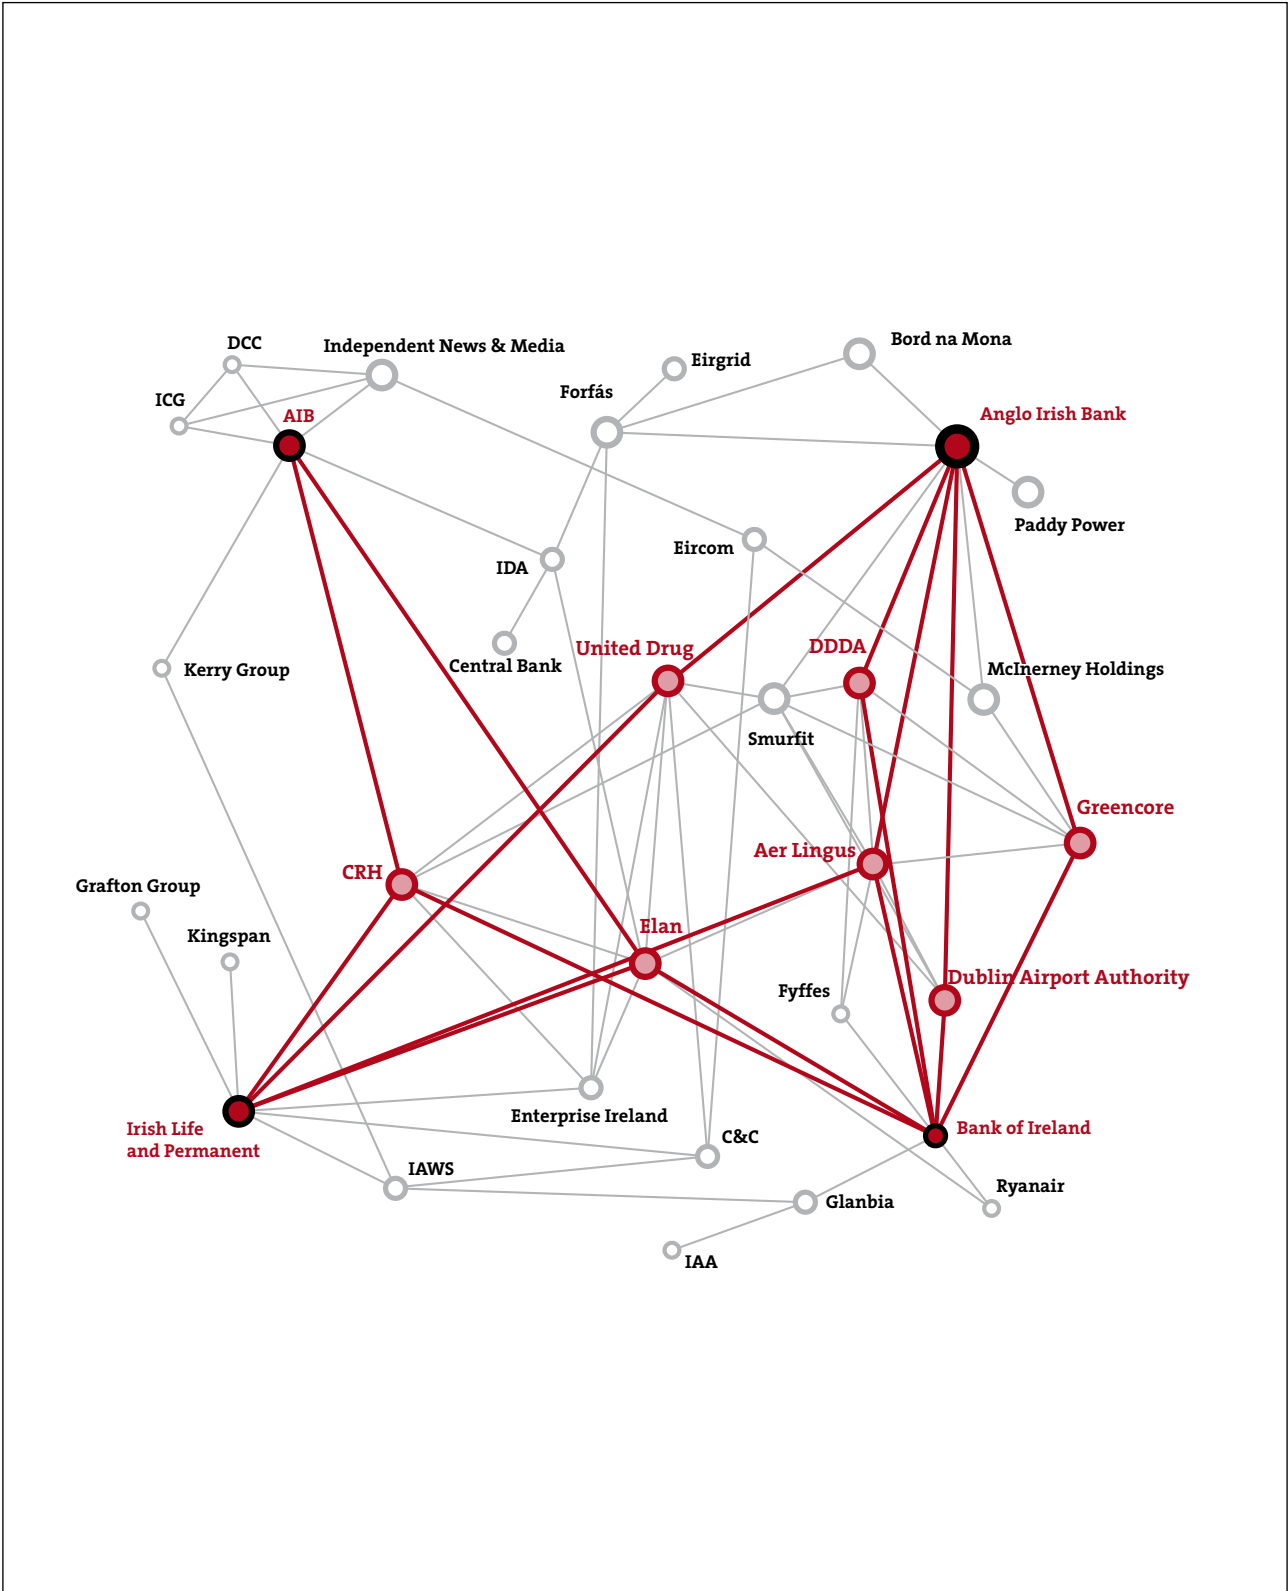 Bord na Mona
DCC
Independent News & Media
Eirgrid
Forfás
ICG
AIB
Anglo Irish Bank
Paddy Power
Eircom
IDA
United Drug
DDDA
Central Bank
Kerry Group
McInerney Holdings
Smurfit
Greencore
Aer Lingus
CRH
Grafton Group
Elan
Kingspan
Dublin Airport Authority
Fyffes
Enterprise Ireland
Irish Life
and Permanent
Bank of Ireland
C&C
IAWS
Ryanair
Glanbia
IAA